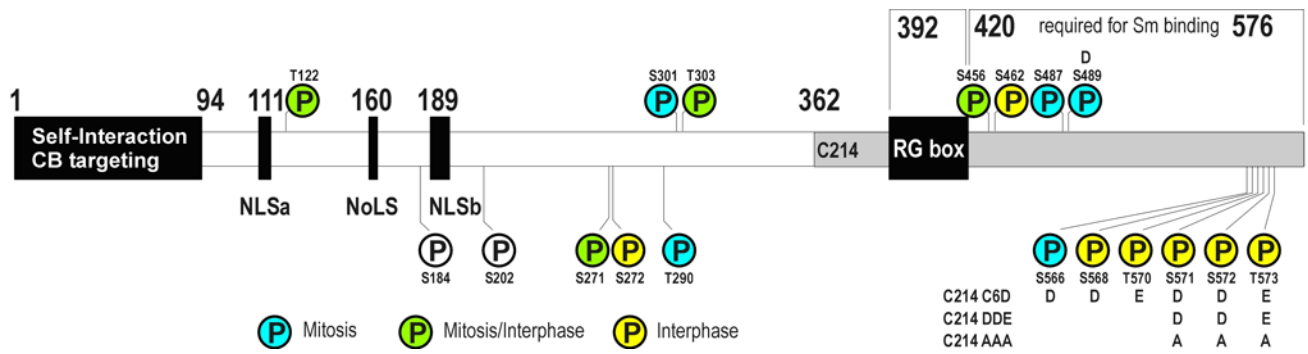 392 420 required for Sm binding 576
D
T122 S301 T303 S456 S462 S487 S489
1 94 111 P 160 189 P P 362 P P P P
Self-Interaction
CB targeting
C214 RG box
NLSa NoLS NLSb
P P P P P P P P P P P
S184 S202 S271 S272 T290 S566 S568 T570 S571 S572 T573
C214 C6D D D E D D E
C214 DDE D D E
C214 AAA A A A
P Mitosis P Mitosis/Interphase P Interphase